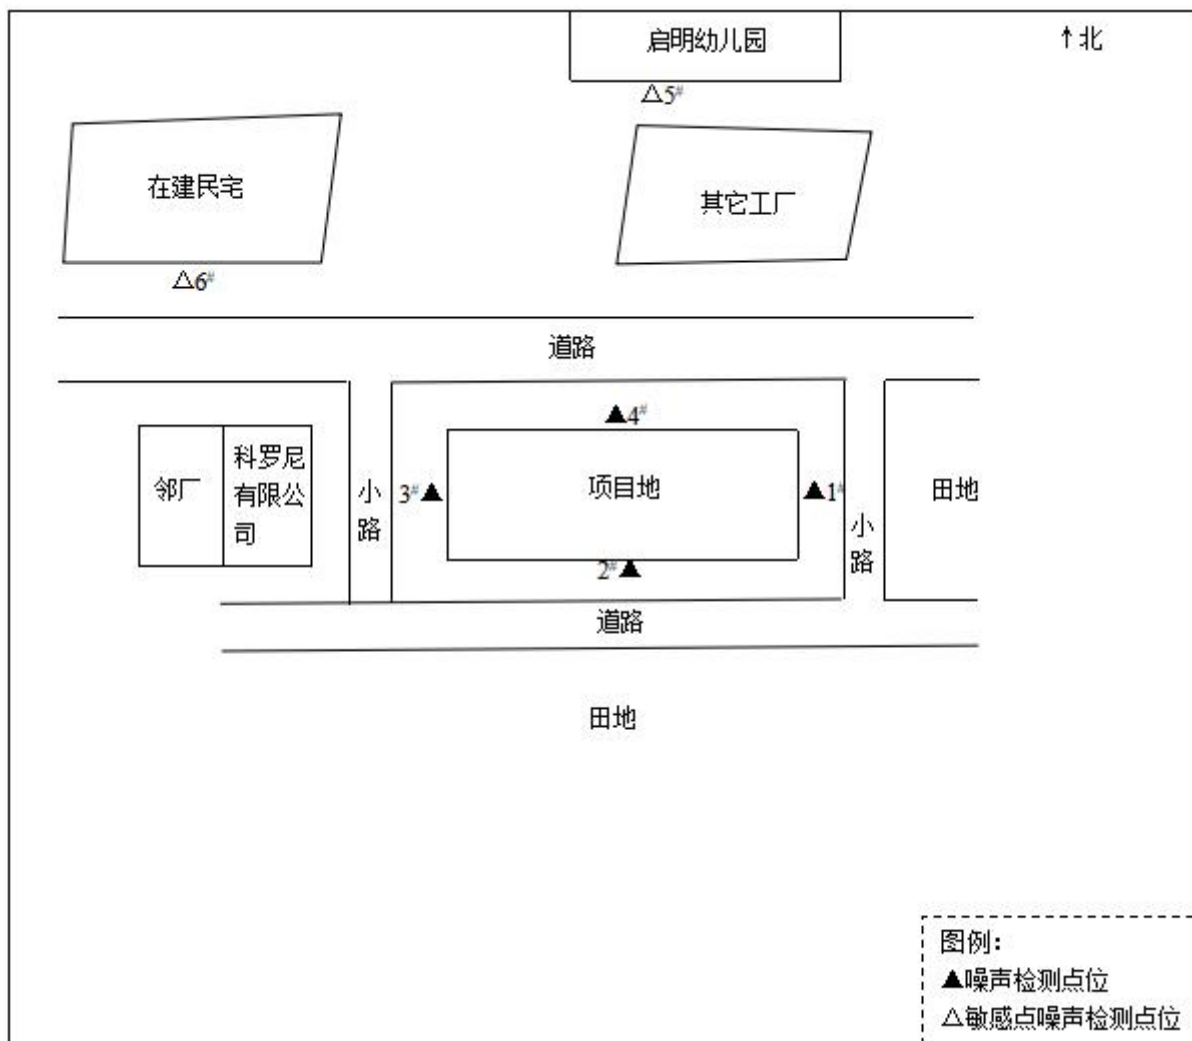 启明幼儿园
↑北
△5#
在建民宅
其它工厂
△6#
道路
▲4#
邻厂
科罗尼
有限公
司
小
路
3#▲
项目地
▲1#
小
路
田地
2#▲
道路
田地
图例：
▲噪声检测点位
△敏感点噪声检测点位